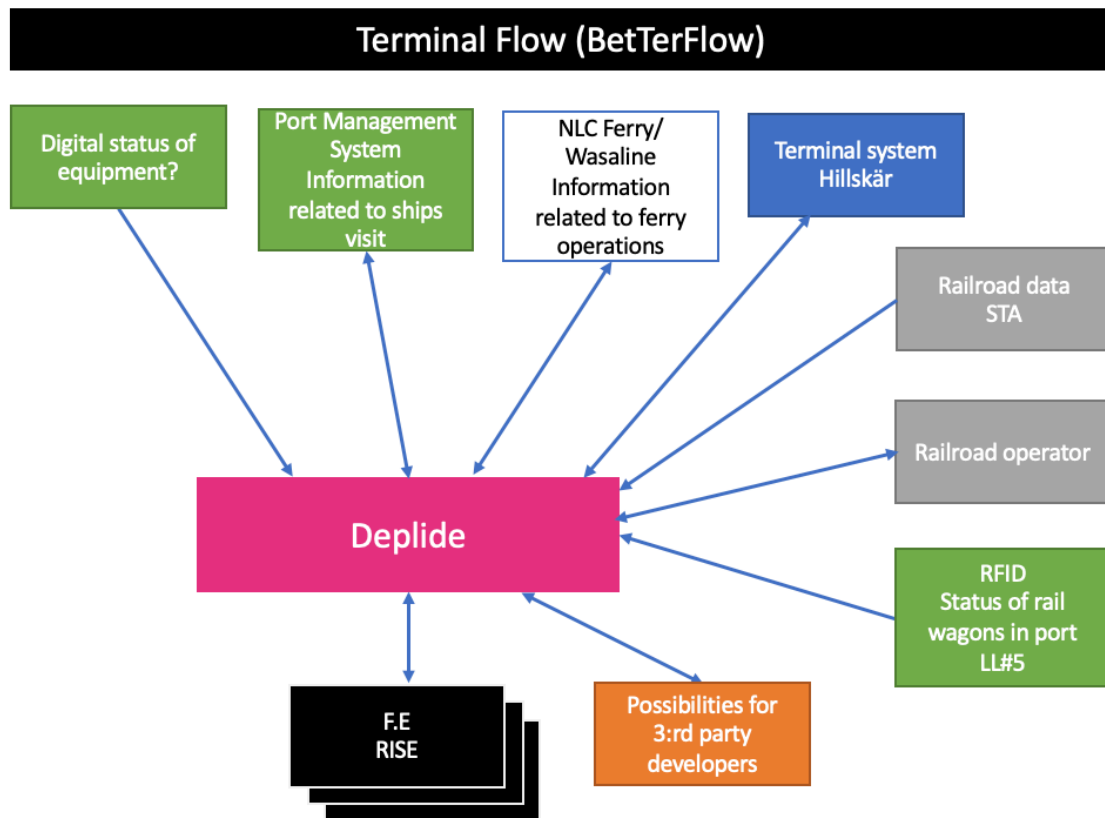 Terminal Flow (BetTerFlow)
Digital status of
equipment?
Port Management
System
Information
related to ships
visit
NLC Ferry/
Wasaline
Information
related to ferry
operations
Terminal system
Hillskär
Railroad data
STA
Railroad operator
Deplide
RFID
Status of rail
wagons in port
LL#5
F.E
RISE
Possibilities for
3:rd party
developers